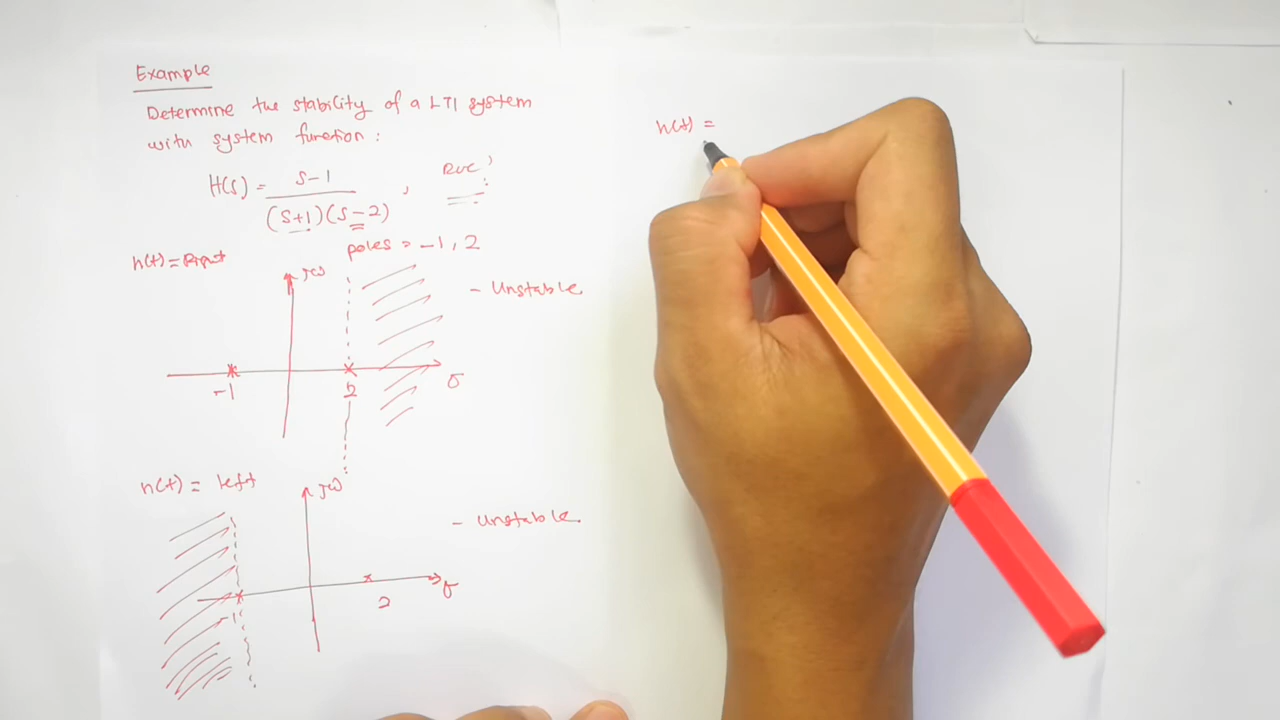 Example
Determine the stability of a LTI system
with system function :
H(s) = s-1 / (s+1)(s-2) , ROC ?
poles = -1, 2
h(t) = Right
jω
- Unstable
-1 2 σ
h(t) = left
jω
- unstable
-1 2 σ
h(t) =